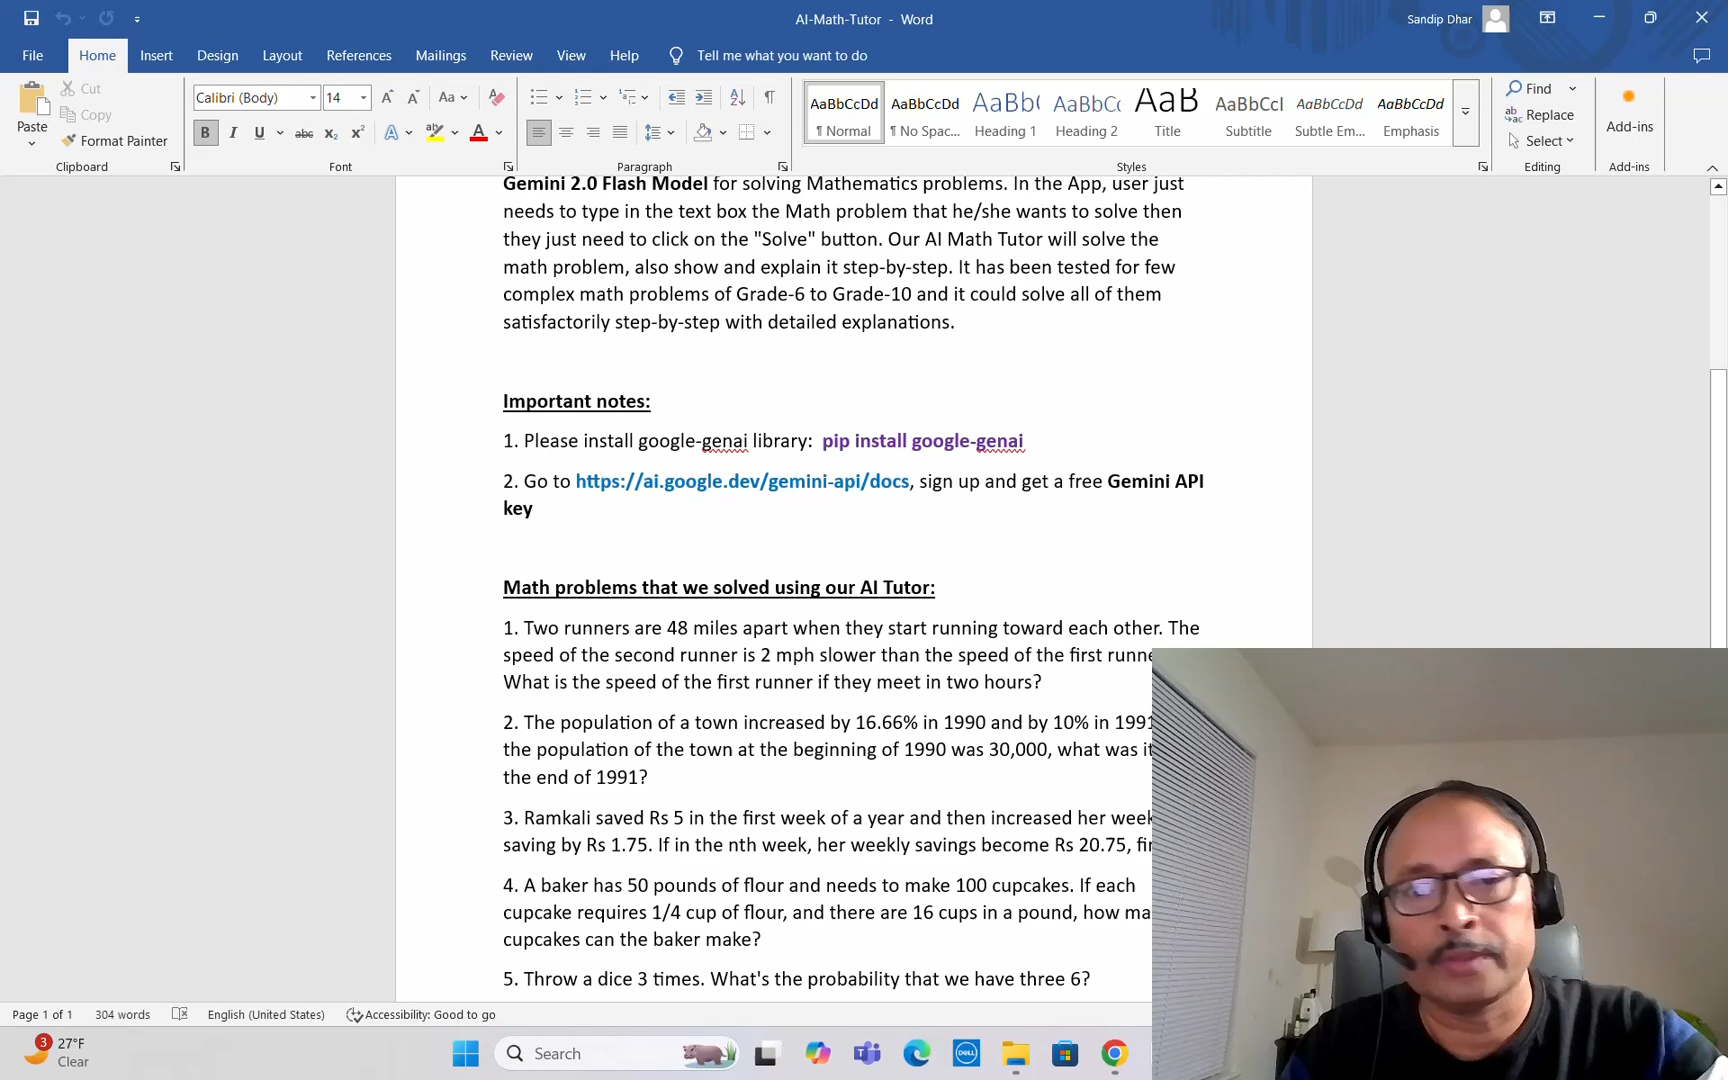 AI-Math-Tutor - Word
Sandip Dhar
File Home Insert Design Layout References Mailings Review View Help Tell me what you want to do
Paste
Cut
Copy
Format Painter
Clipboard
Calibri (Body) 14
Font
Paragraph
AaBbCcDd AaBbCcDd AaBb( AaBbCc AaB AaBbCcl AaBbCcDd AaBbCcDd
¶ Normal ¶ No Spac... Heading 1 Heading 2 Title Subtitle Subtle Em... Emphasis
Styles
Find
Replace
Select
Editing
Add-ins
Add-ins
Gemini 2.0 Flash Model for solving Mathematics problems. In the App, user just
needs to type in the text box the Math problem that he/she wants to solve then
they just need to click on the "Solve" button. Our AI Math Tutor will solve the
math problem, also show and explain it step-by-step. It has been tested for few
complex math problems of Grade-6 to Grade-10 and it could solve all of them
satisfactorily step-by-step with detailed explanations.
Important notes:
1. Please install google-genai library: pip install google-genai
2. Go to https://ai.google.dev/gemini-api/docs, sign up and get a free Gemini API
key
Math problems that we solved using our AI Tutor:
1. Two runners are 48 miles apart when they start running toward each other. The
speed of the second runner is 2 mph slower than the speed of the first runne
What is the speed of the first runner if they meet in two hours?
2. The population of a town increased by 16.66% in 1990 and by 10% in 1991
the population of the town at the beginning of 1990 was 30,000, what was it
the end of 1991?
3. Ramkali saved Rs 5 in the first week of a year and then increased her week
saving by Rs 1.75. If in the nth week, her weekly savings become Rs 20.75, fi
4. A baker has 50 pounds of flour and needs to make 100 cupcakes. If each
cupcake requires 1/4 cup of flour, and there are 16 cups in a pound, how ma
cupcakes can the baker make?
5. Throw a dice 3 times. What's the probability that we have three 6?
Page 1 of 1 304 words English (United States) Accessibility: Good to go
3
27°F
Clear
Search
DELL